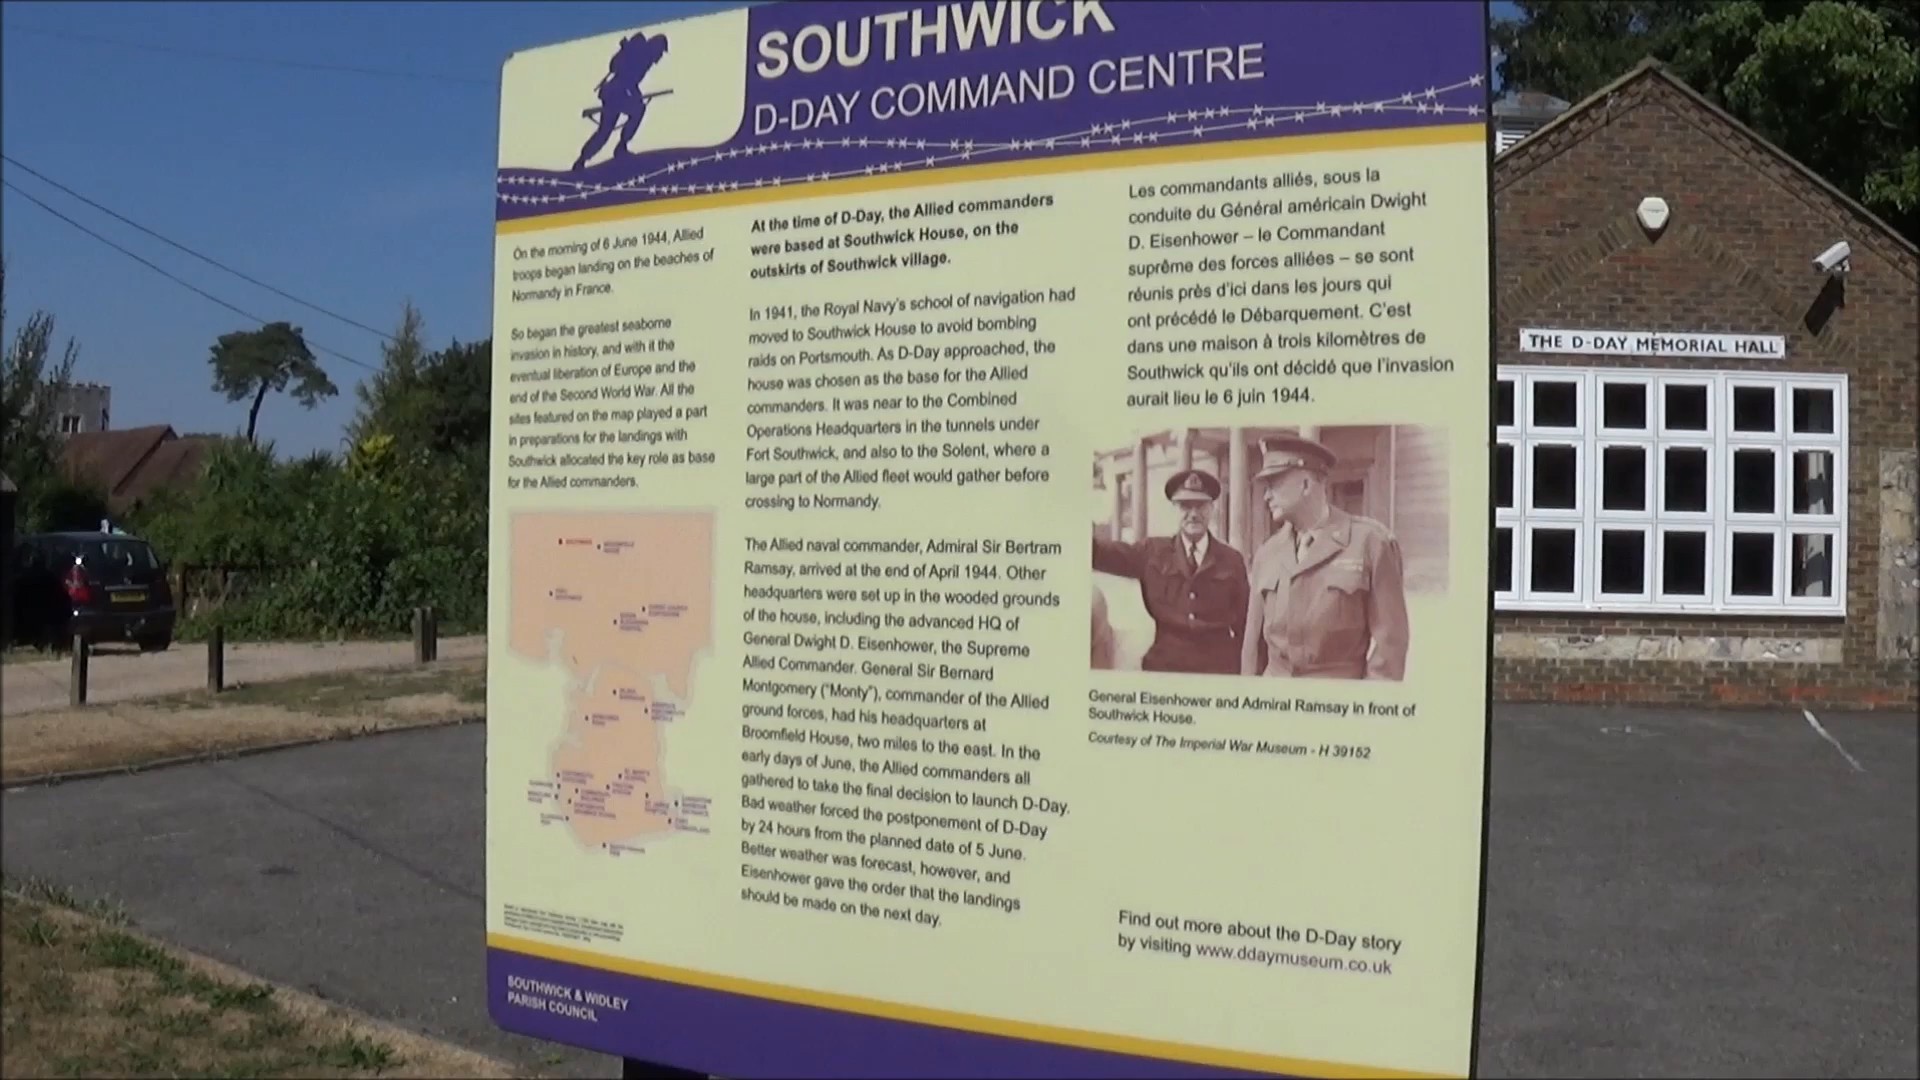 SOUTHWICK
D-DAY COMMAND CENTRE
On the morning of 6 June 1944, Allied
troops began landing on the beaches of
Normandy in France.
So began the greatest seaborne
invasion in history, and with it the
eventual liberation of Europe and the
end of the Second World War. All the
sites featured on the map played a part
in preparations for the landings with
Southwick allocated the key role as base
for the Allied commanders.
At the time of D-Day, the Allied commanders
were based at Southwick House, on the
outskirts of Southwick village.
In 1941, the Royal Navy's school of navigation had
moved to Southwick House to avoid bombing
raids on Portsmouth. As D-Day approached, the
house was chosen as the base for the Allied
commanders. It was near to the Combined
Operations Headquarters in the tunnels under
Fort Southwick, and also to the Solent, where a
large part of the Allied fleet would gather before
crossing to Normandy.
The Allied naval commander, Admiral Sir Bertram
Ramsay, arrived at the end of April 1944. Other
headquarters were set up in the wooded grounds
of the house, including the advanced HQ of
General Dwight D. Eisenhower, the Supreme
Allied Commander. General Sir Bernard
Montgomery ("Monty"), commander of the Allied
ground forces, had his headquarters at
Broomfield House, two miles to the east. In the
early days of June, the Allied commanders all
gathered to take the final decision to launch D-Day.
Bad weather forced the postponement of D-Day
by 24 hours from the planned date of 5 June.
Better weather was forecast, however, and
Eisenhower gave the order that the landings
should be made on the next day.
Les commandants alliés, sous la
conduite du Général américain Dwight
D. Eisenhower – le Commandant
suprême des forces alliées – se sont
réunis près d'ici dans les jours qui
ont précédé le Débarquement. C'est
dans une maison à trois kilomètres de
Southwick qu'ils ont décidé que l'invasion
aurait lieu le 6 juin 1944.
General Eisenhower and Admiral Ramsay in front of
Southwick House.
Courtesy of The Imperial War Museum - H 39152
Find out more about the D-Day story
by visiting www.ddaymuseum.co.uk
SOUTHWICK & WIDLEY
PARISH COUNCIL
THE D-DAY MEMORIAL HALL